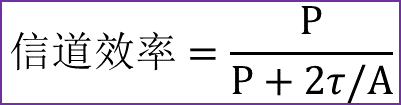 信道效率 = P / (P + 2τ/A)